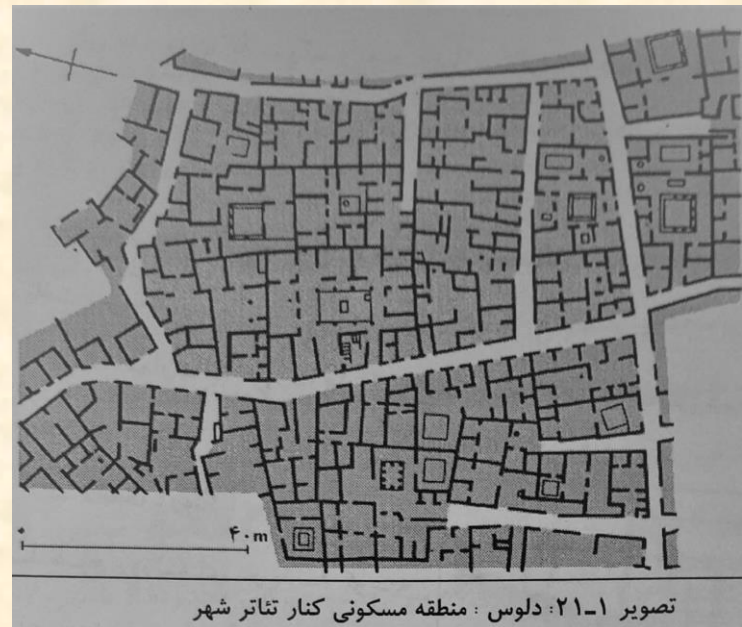 ۴۰m
تصویر ۱ـ۲۱: دلوس : منطقه مسکونی کنار تئاتر شهر